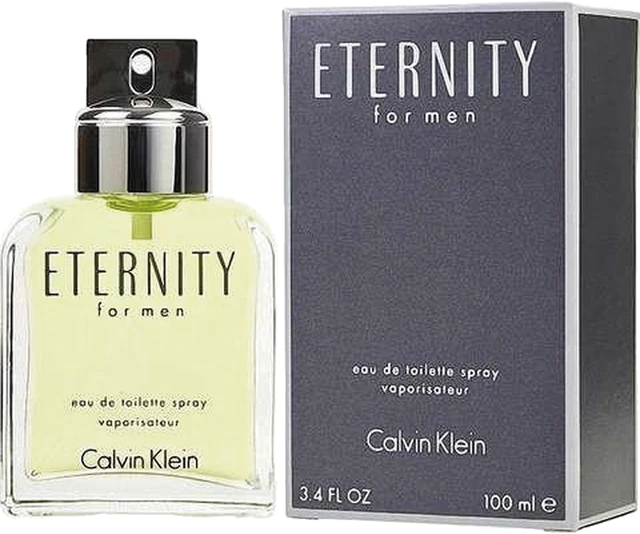 ETERNITY
for men
eau de toilette spray
vaporisateur
Calvin Klein
ETERNITY
for men
eau de toilette spray
vaporisateur
Calvin Klein
3.4 FL OZ 100 ml e